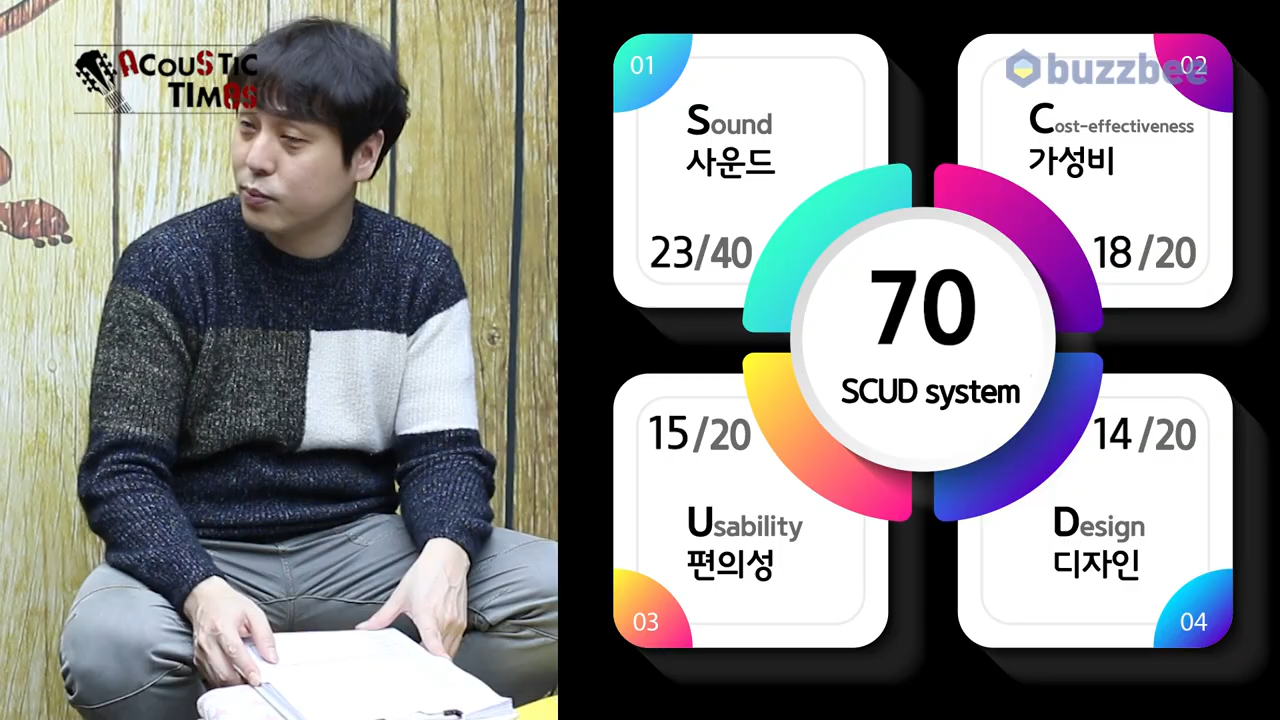 ACOUSTIC
TIMES
01
Sound
사운드
23/40
buzzbee
02
Cost-effectiveness
가성비
18/20
70
SCUD system
15/20
Usability
편의성
03
14/20
Design
디자인
04